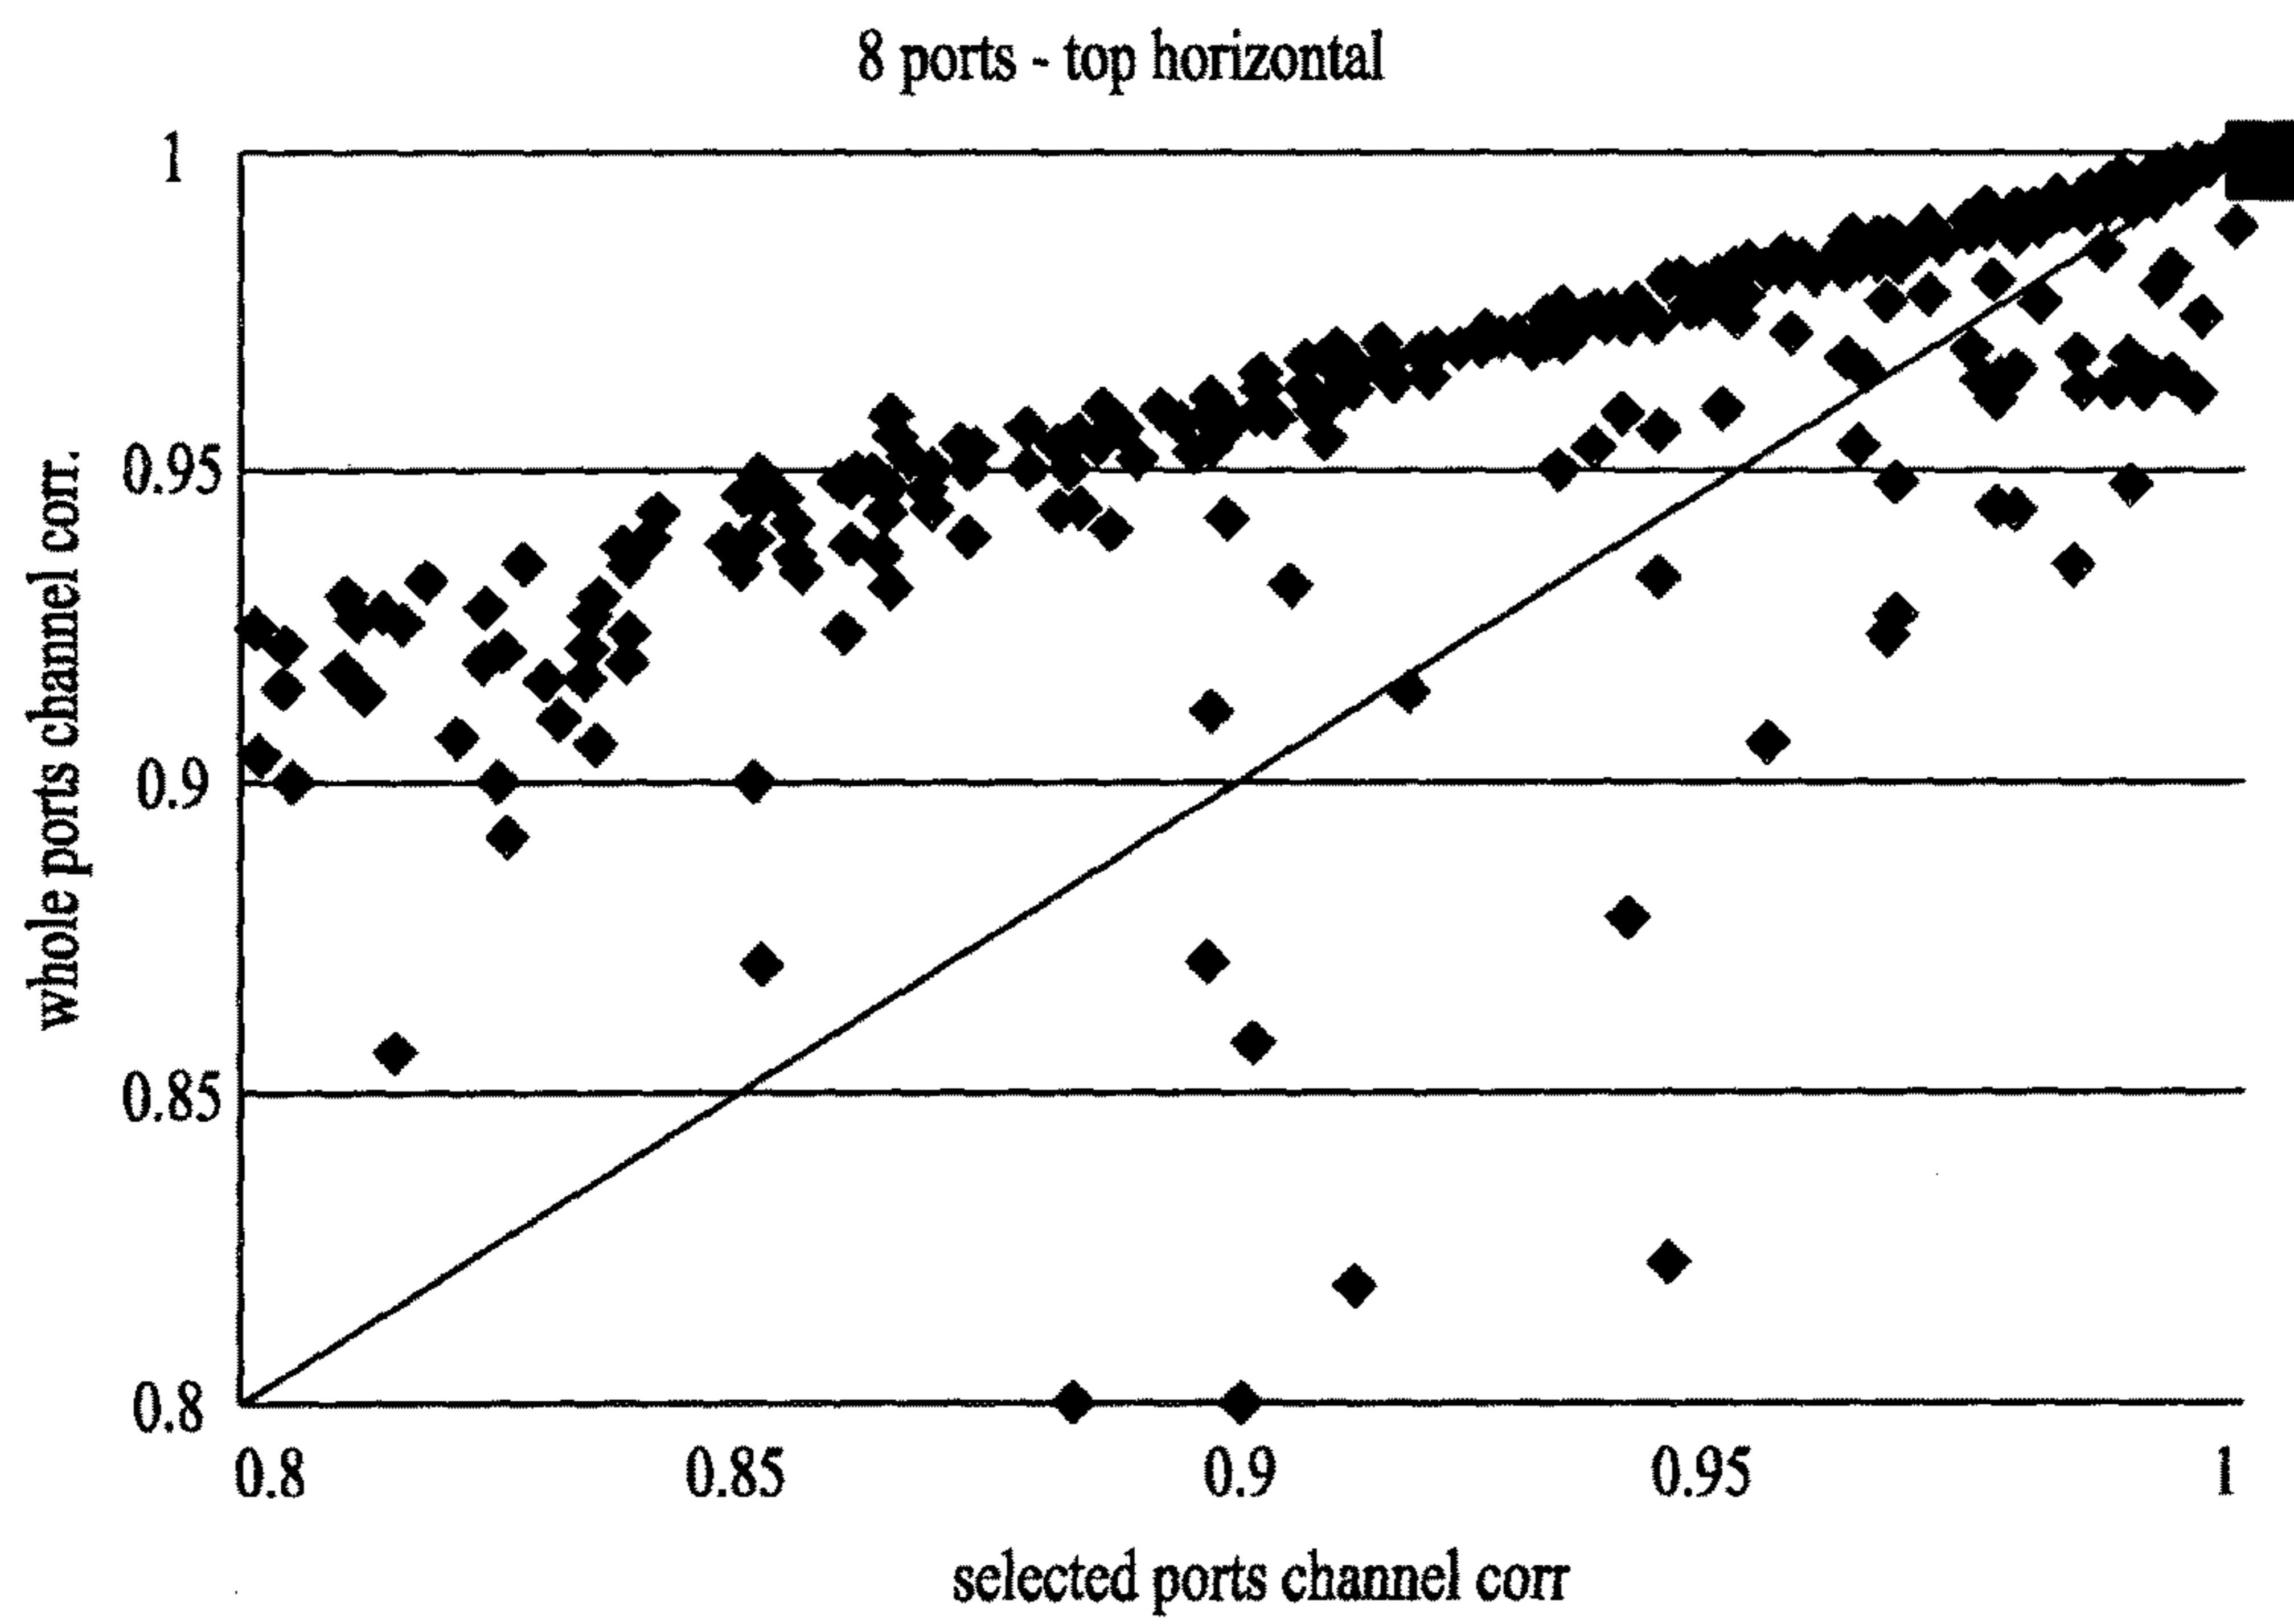 8 ports - top horizontal
1
0.95
0.9
0.85
0.8
whole ports channel corr.
0.8 0.85 0.9 0.95 1
selected ports channel corr